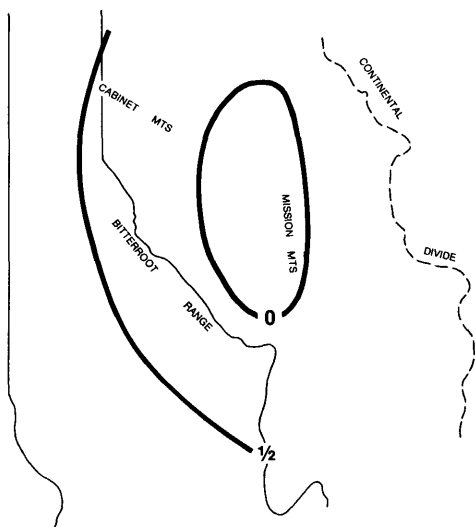 CONTINENTAL
CABINET MTS
MISSION MTS
BITTERROOT
RANGE
DIVIDE
0
½